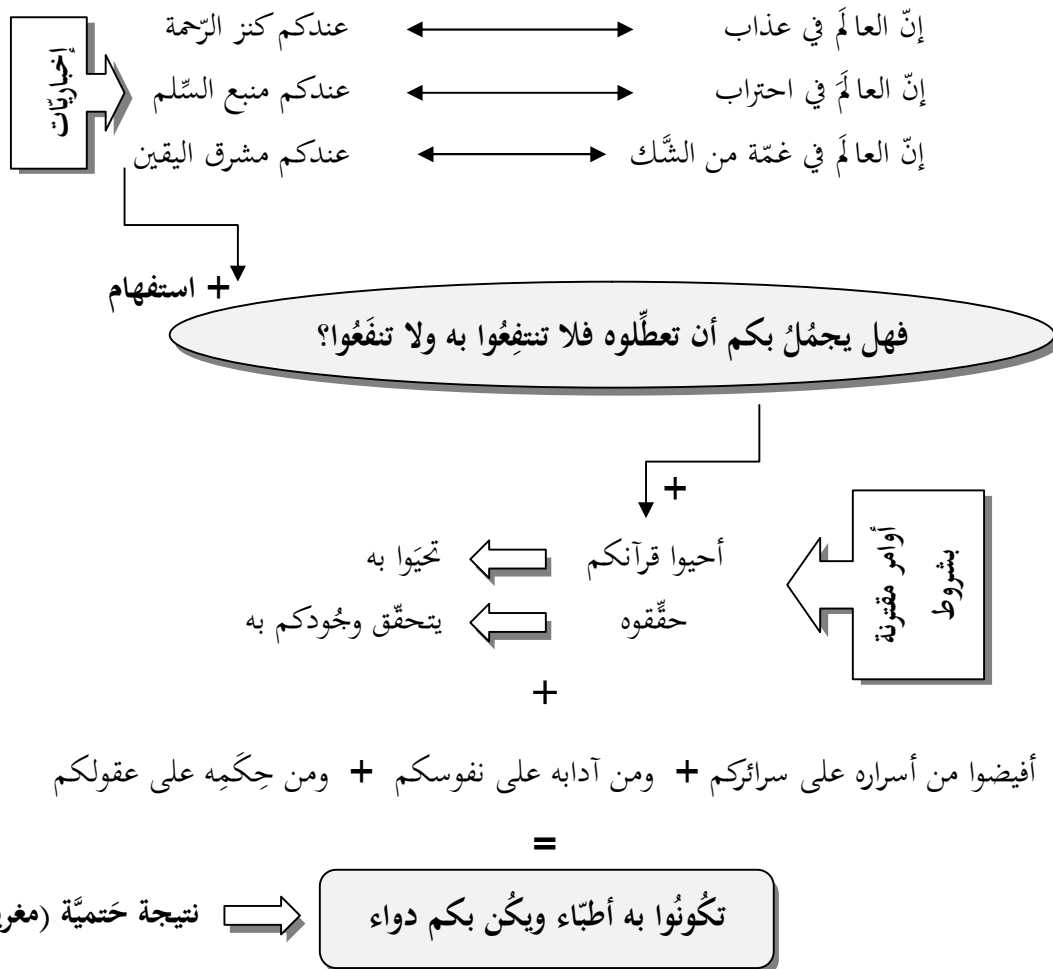 إنّ العالَم في عذاب عندكم كنز الرّحمة
إنّ العالَمَ في احتراب عندكم منبع السِّلم
إنّ العالَم في غمّة من الشَّك عندكم مشرق اليقين
إخباريّات
+ استفهام
فهل يجمُلُ بكم أن تعطِّلوه فلا تنتفِعُوا به ولا تنفَعُوا؟
+
أوامر مقترنة
بشروط
أحيوا قرآنكم تحيَوا به
حقِّقوه يتحقّق وجُودكم به
+
أفيضوا من أسراره على سرائركم + ومن آدابه على نفوسكم + ومن حِكَمِه على عقولكم
=
تكُونُوا به أطبّاء ويكُن بكم دواء
نتيجة حَتميَّة